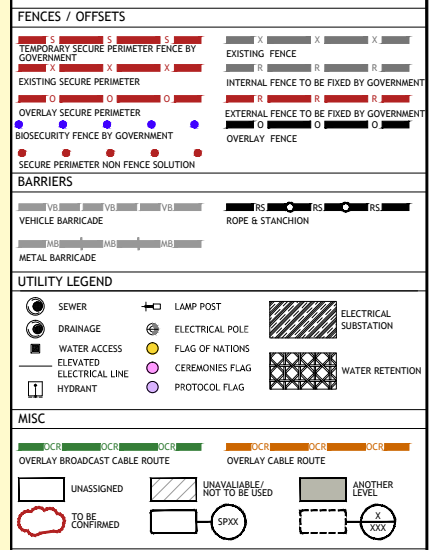 FENCES / OFFSETS
S S S
TEMPORARY SECURE PERIMETER FENCE BY
GOVERNMENT
X X X
EXISTING FENCE
X X X
EXISTING SECURE PERIMETER
R R R
INTERNAL FENCE TO BE FIXED BY GOVERNMENT
O O O
OVERLAY SECURE PERIMETER
R R R
EXTERNAL FENCE TO BE FIXED BY GOVERNMENT
BIOSECURITY FENCE BY GOVERNMENT
O O O
OVERLAY FENCE
SECURE PERIMETER NON FENCE SOLUTION
BARRIERS
VB VB VB
VEHICLE BARRICADE
RS RS RS
ROPE & STANCHION
MB MB MB
METAL BARRICADE
UTILITY LEGEND
SEWER
DRAINAGE
WATER ACCESS
ELEVATED
ELECTRICAL LINE
HYDRANT
LAMP POST
ELECTRICAL POLE
FLAG OF NATIONS
CEREMONIES FLAG
PROTOCOL FLAG
ELECTRICAL
SUBSTATION
WATER RETENTION
MISC
OCR OCR OCR
OVERLAY BROADCAST CABLE ROUTE
OCR OCR OCR
OVERLAY CABLE ROUTE
UNASSIGNED
UNAVALIABLE/
NOT TO BE USED
ANOTHER
LEVEL
TO BE
CONFIRMED
SPXX
X
XXX